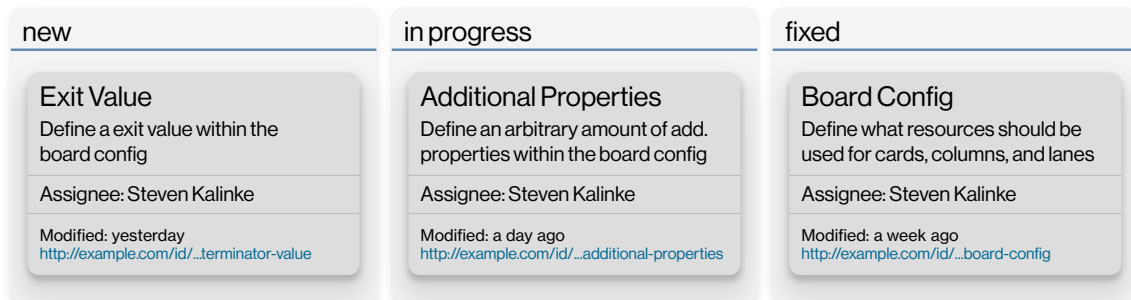 new
Exit Value
Define a exit value within the
board config
Assignee: Steven Kalinke
Modified: yesterday
http://example.com/id/...terminator-value
in progress
Additional Properties
Define an arbitrary amount of add.
properties within the board config
Assignee: Steven Kalinke
Modified: a day ago
http://example.com/id/...additional-properties
fixed
Board Config
Define what resources should be
used for cards, columns, and lanes
Assignee: Steven Kalinke
Modified: a week ago
http://example.com/id/...board-config